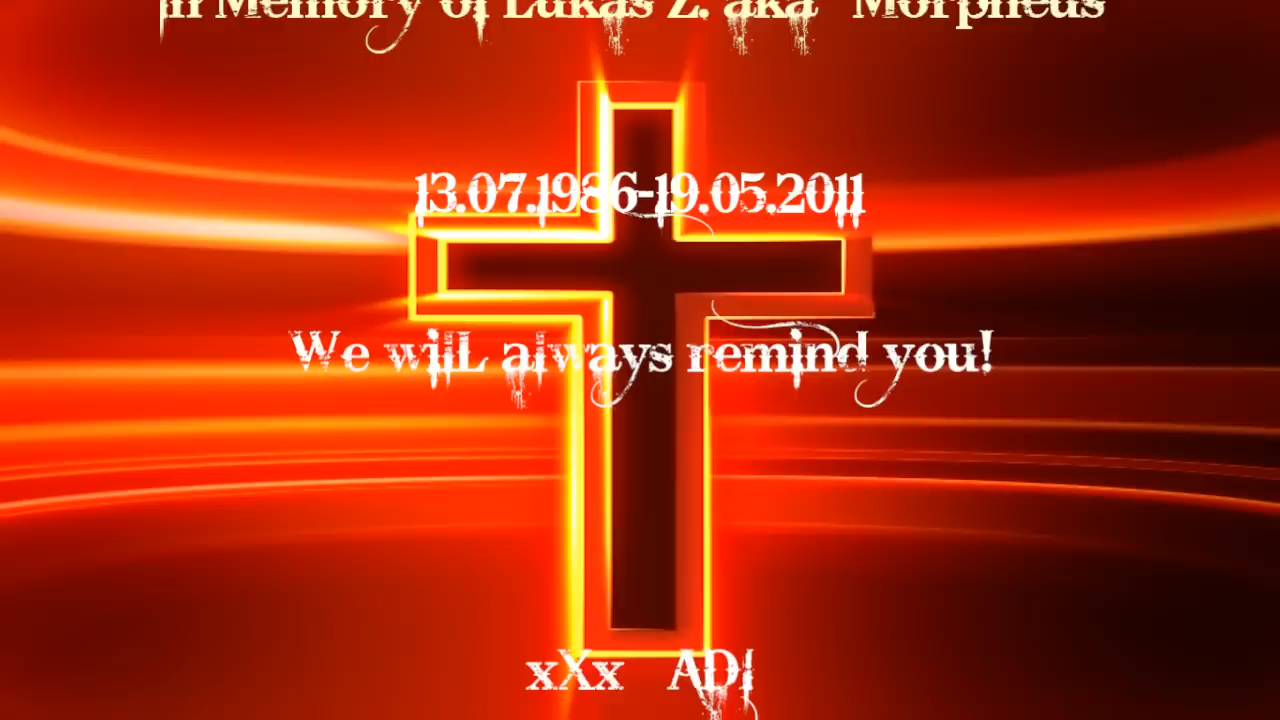 In Memory of Lukas Z. aka "Morpheus"
13.07.1986-19.05.2011
We will always remind you!
xXx ADI